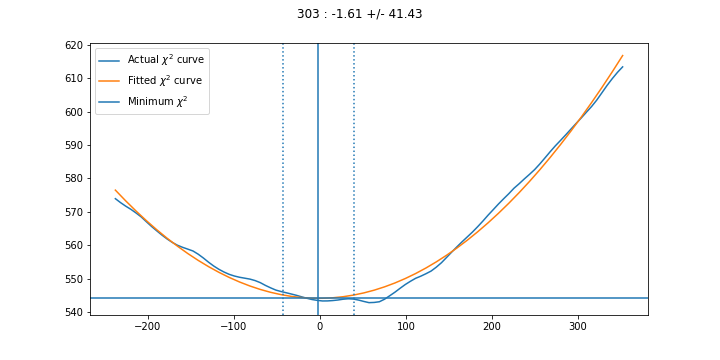 303 : -1.61 +/- 41.43
620
610
600
590
580
570
560
550
540
Actual χ² curve
Fitted χ² curve
Minimum χ²
−200 −100 0 100 200 300